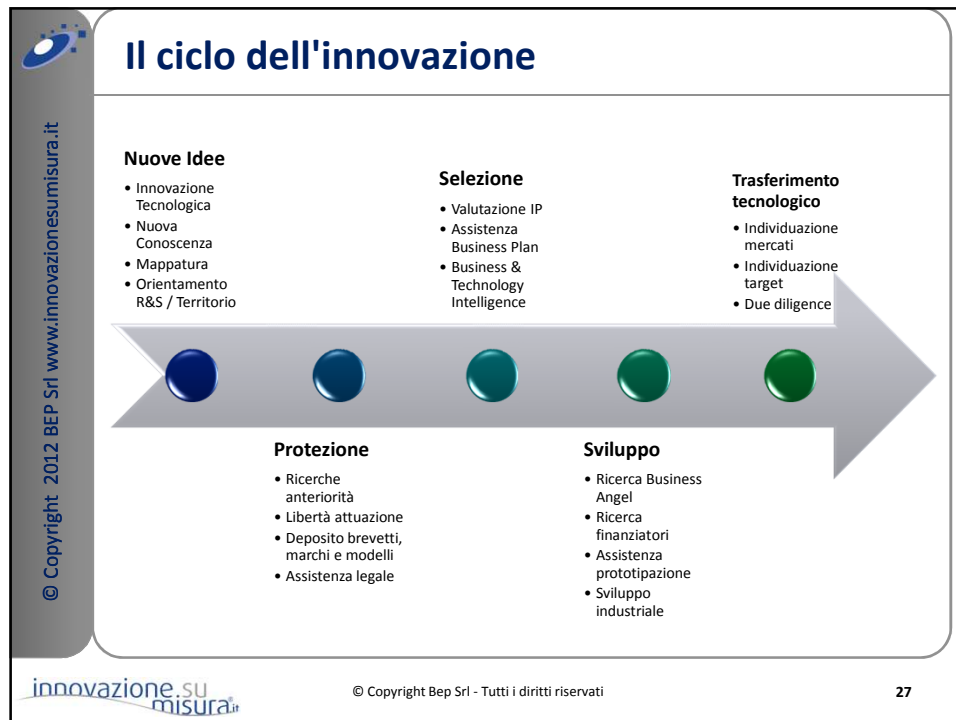 Il ciclo dell'innovazione
© Copyright  2012 BEP Srl www.innovazionesumisura.it
Nuove Idee
• Innovazione
Tecnologica
• Nuova
Conoscenza
• Mappatura
• Orientamento
R&S / Territorio
Selezione
• Valutazione IP
• Assistenza
Business Plan
• Business &
Technology
Intelligence
Trasferimento
tecnologico
• Individuazione
mercati
• Individuazione
target
• Due diligence
Protezione
• Ricerche
anteriorità
• Libertà attuazione
• Deposito brevetti,
marchi e modelli
• Assistenza legale
Sviluppo
• Ricerca Business
Angel
• Ricerca
finanziatori
• Assistenza
prototipazione
• Sviluppo
industriale
innovazione.su
misura.it
© Copyright Bep Srl - Tutti i diritti riservati
27